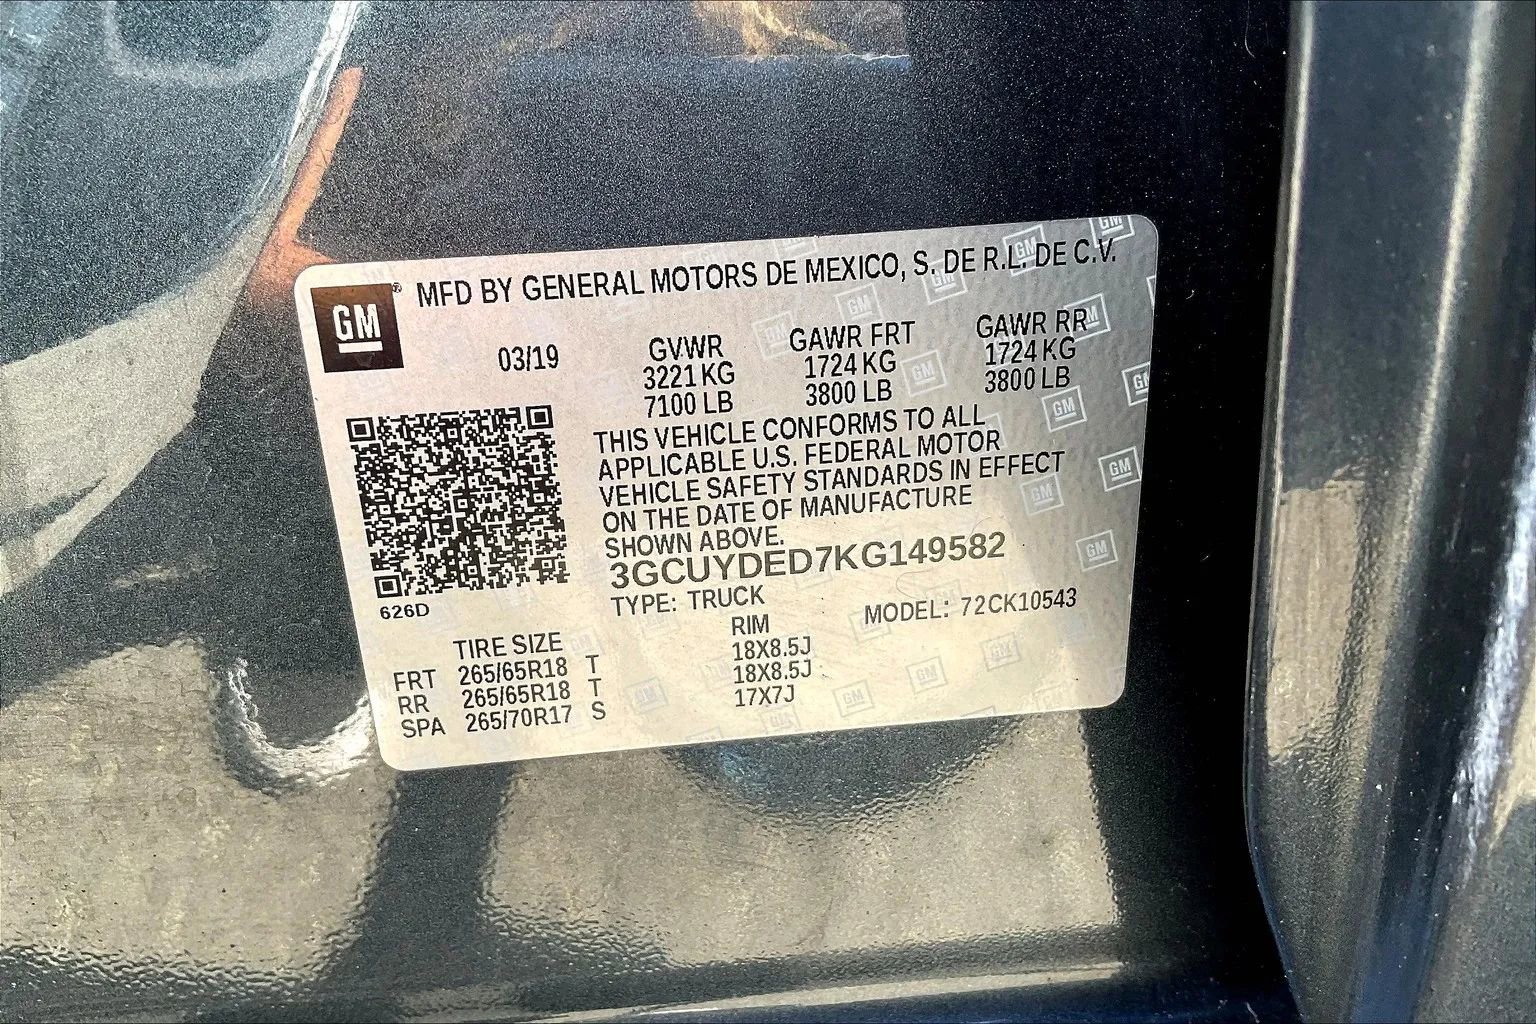 GM® MFD BY GENERAL MOTORS DE MEXICO, S. DE R.L. DE C.V.
03/19
GVWR GAWR FRT GAWR RR
3221 KG 1724 KG 1724 KG
7100 LB 3800 LB 3800 LB
THIS VEHICLE CONFORMS TO ALL
APPLICABLE U.S. FEDERAL MOTOR
VEHICLE SAFETY STANDARDS IN EFFECT
ON THE DATE OF MANUFACTURE
SHOWN ABOVE.
3GCUYDED7KG149582
626D
TYPE: TRUCK MODEL: 72CK10543
TIRE SIZE RIM
FRT 265/65R18 T 18X8.5J
RR 265/65R18 T 18X8.5J
SPA 265/70R17 S 17X7J